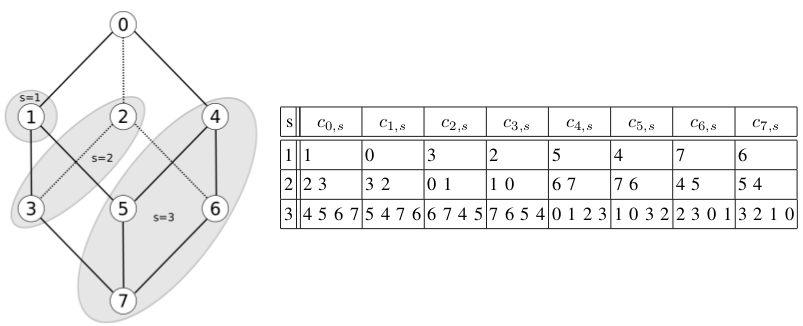 0
s=1
1 2 4
s=2
3 5 s=3 6
7
s c0,s c1,s c2,s c3,s c4,s c5,s c6,s c7,s
1 1 0 3 2 5 4 7 6
2 2 3 3 2 0 1 1 0 6 7 7 6 4 5 5 4
3 4 5 6 7 5 4 7 6 6 7 4 5 7 6 5 4 0 1 2 3 1 0 3 2 2 3 0 1 3 2 1 0